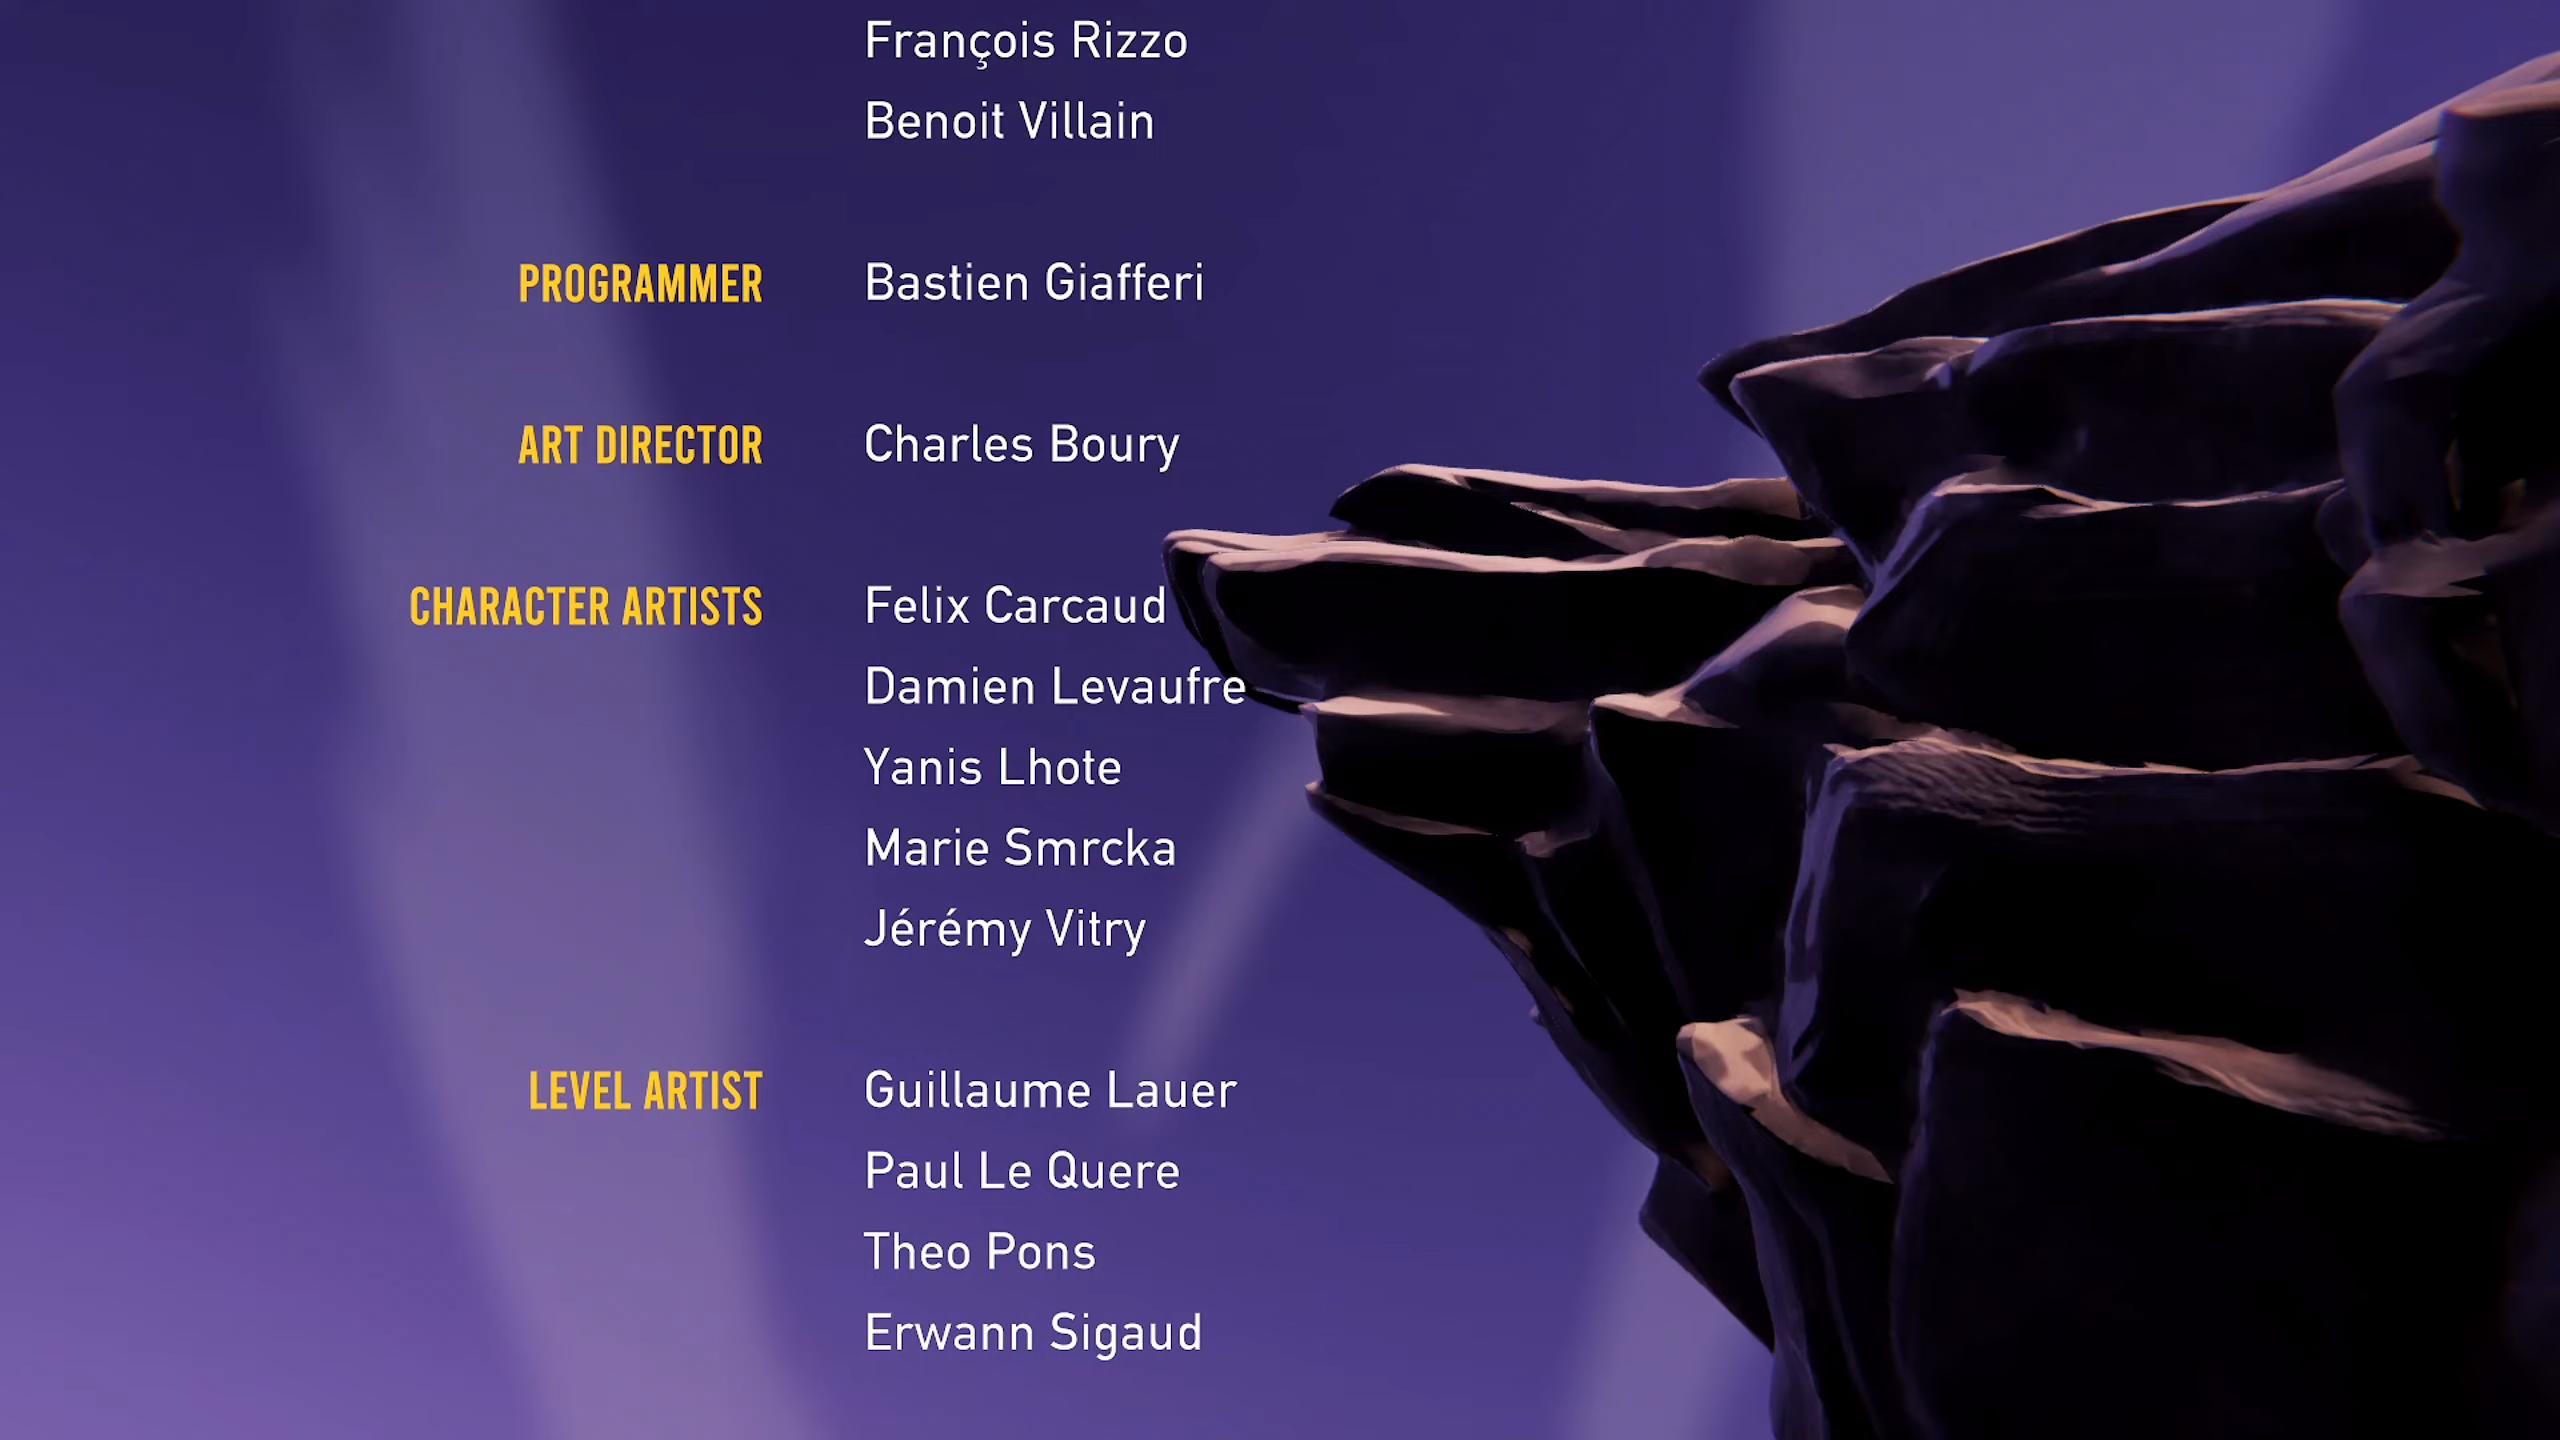 François Rizzo
Benoit Villain
PROGRAMMER Bastien Giafferi
ART DIRECTOR Charles Boury
CHARACTER ARTISTS Felix Carcaud
Damien Levaufre
Yanis Lhote
Marie Smrcka
Jérémy Vitry
LEVEL ARTIST Guillaume Lauer
Paul Le Quere
Theo Pons
Erwann Sigaud